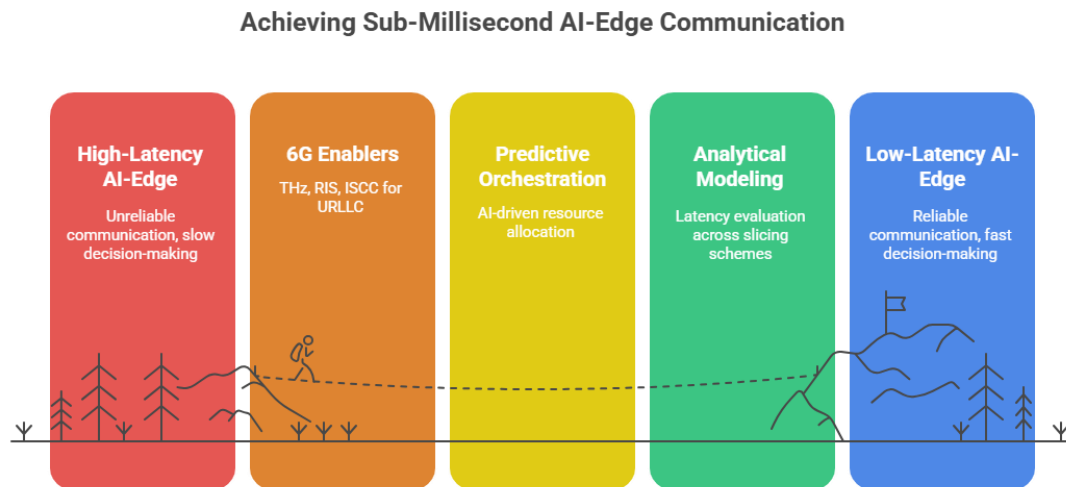 Achieving Sub-Millisecond AI-Edge Communication
High-Latency
AI-Edge
Unreliable
communication, slow
decision-making
6G Enablers
THz, RIS, ISCC for
URLLC
Predictive
Orchestration
AI-driven resource
allocation
Analytical
Modeling
Latency evaluation
across slicing
schemes
Low-Latency AI-
Edge
Reliable
communication, fast
decision-making